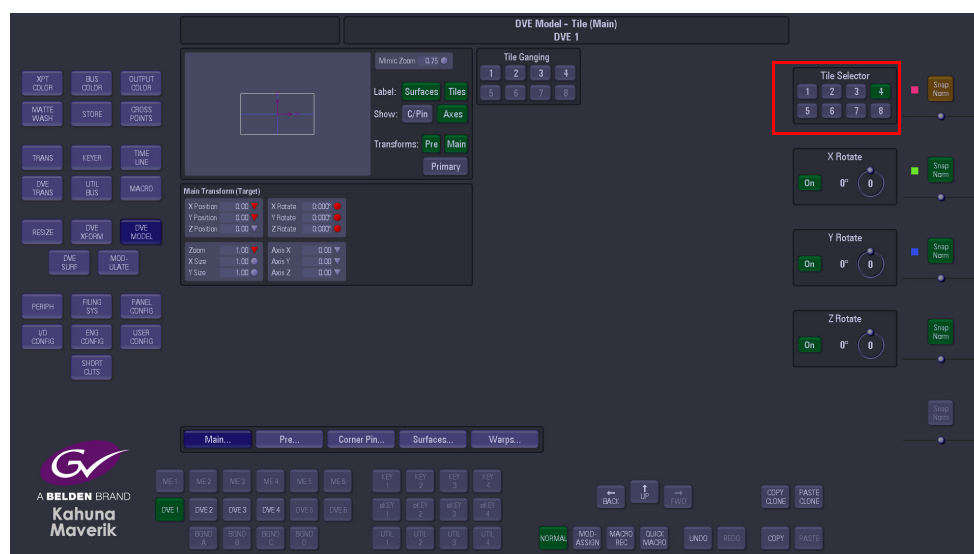 DVE Model - Tile (Main)
DVE 1
XPT COLOR
BUS COLOR
OUTPUT COLOR
MATTE WASH
STORE
CROSS POINTS
TRANS
KEYER
TIME LINE
DVE TRANS
UTIL BUS
MACRO
RESIZE
DVE XFORM
DVE MODEL
DVE SURF
MOD- ULATE
PERIPH
FILING SYS
PANEL CONFIG
I/O CONFIG
ENG CONFIG
USER CONFIG
SHORT CUTS
Mimic Zoom 0.75
Label: Surfaces Tiles
Show: C/Pin Axes
Transforms: Pre Main
Primary
Tile Ganging
1 2 3 4
5 6 7 8
Main Transform (Target)
X Position 0.00 X Rotate 0.000°
Y Position 0.00 Y Rotate 0.000°
Z Position 0.00 Z Rotate 0.000°
Zoom 1.00 Axis X 0.00
X Size 1.00 Axis Y 0.00
Y Size 1.00 Axis Z 0.00
Tile Selector
1 2 3 4
5 6 7 8
Snap Norm
X Rotate
On 0° 0
Snap Norm
Y Rotate
On 0° 0
Snap Norm
Z Rotate
On 0° 0
Snap Norm
Snap Norm
Main... Pre... Corner Pin... Surfaces... Warps...
GV
A BELDEN BRAND
Kahuna
Maverik
ME 1 ME 2 ME 3 ME 4 ME 5 ME 6
DVE 1 DVE 2 DVE 3 DVE 4 DVE 5 DVE 6
BGND A BGND B BGND C BGND D
KEY 1 KEY 2 KEY 3 KEY 4
UTIL 1 UTIL 2 UTIL 3 UTIL 4
BACK UP FWD
COPY CLONE PASTE CLONE
NORMAL MOD- ASSIGN MACRO REC QUICK MACRO UNDO REDO COPY PASTE